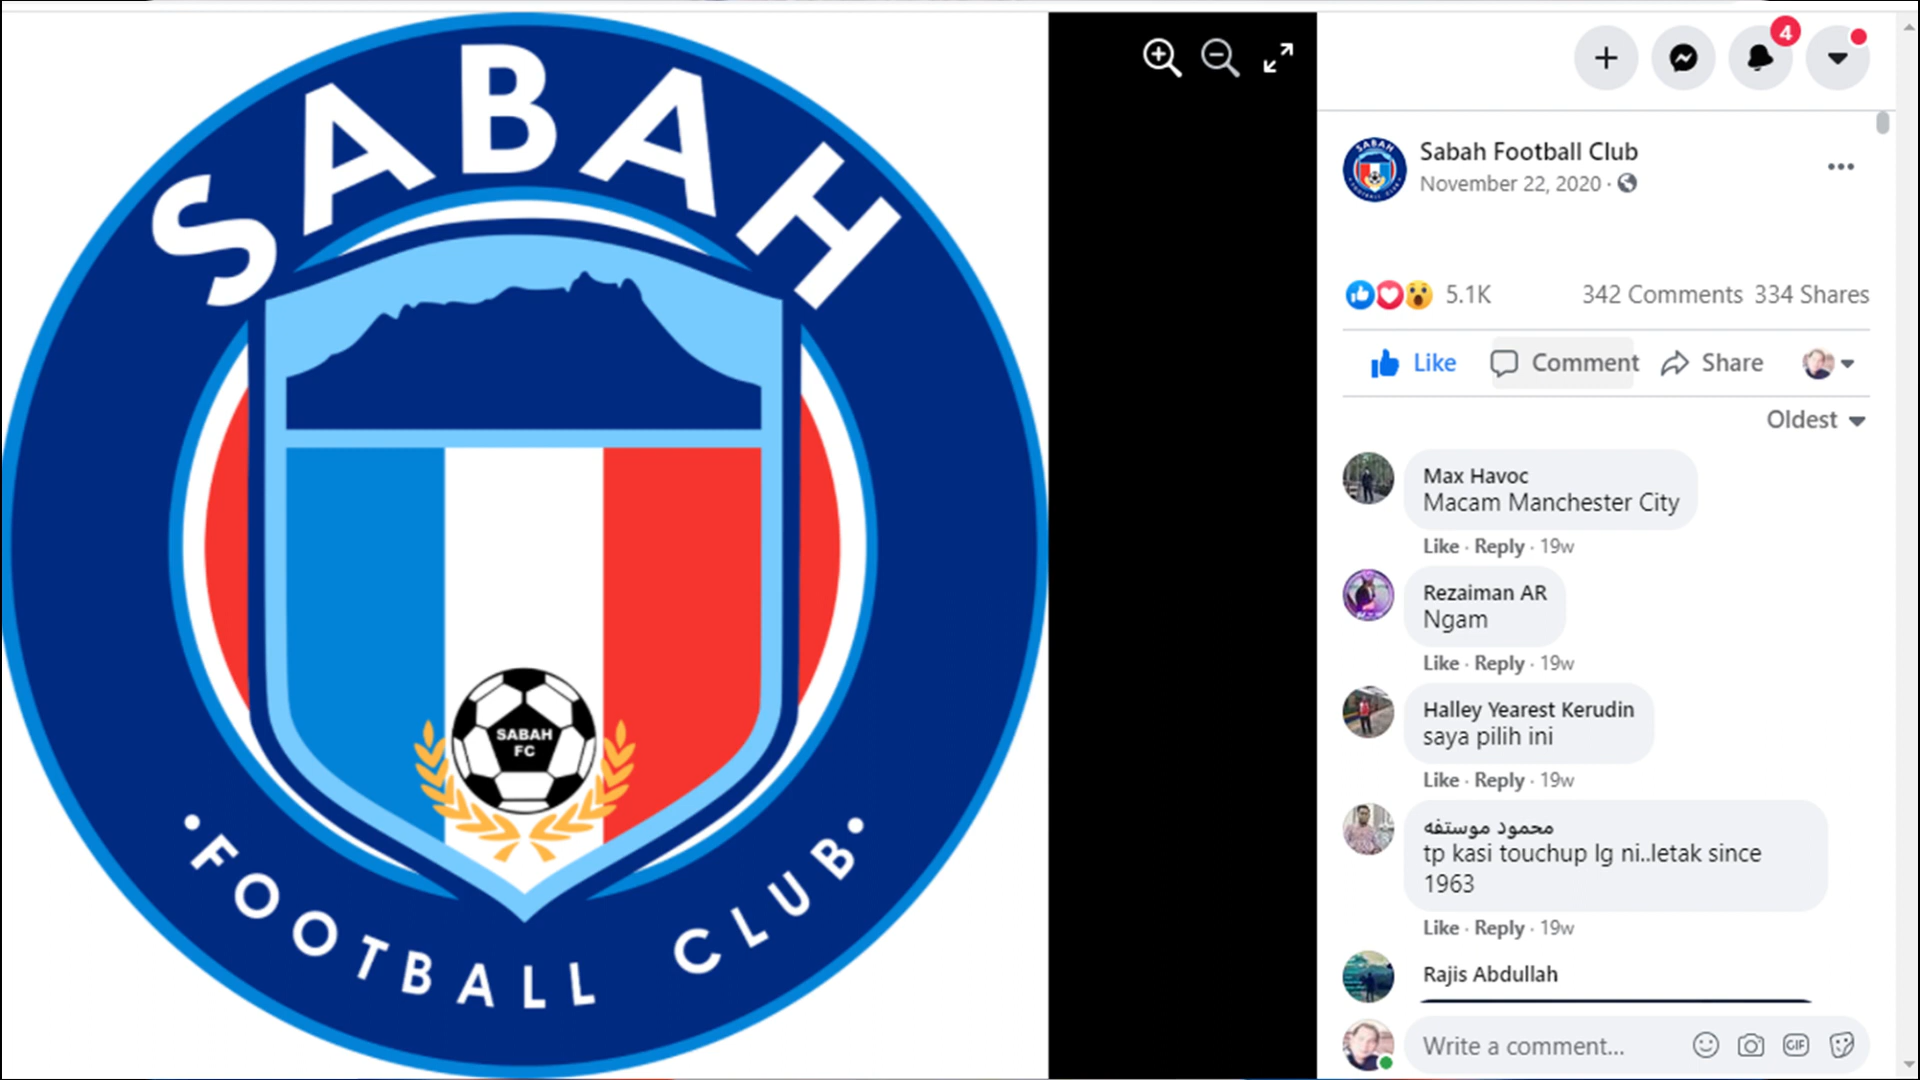 SABAH
SABAH
FC
FOOTBALL CLUB
4
Sabah Football Club
November 22, 2020
5.1K 342 Comments 334 Shares
Like Comment Share
Oldest
Max Havoc
Macam Manchester City
Like · Reply · 19w
Rezaiman AR
Ngam
Like · Reply · 19w
Halley Yearest Kerudin
saya pilih ini
Like · Reply · 19w
محمود موستفه
tp kasi touchup lg ni..letak since
1963
Like · Reply · 19w
Rajis Abdullah
Write a comment...
GIF